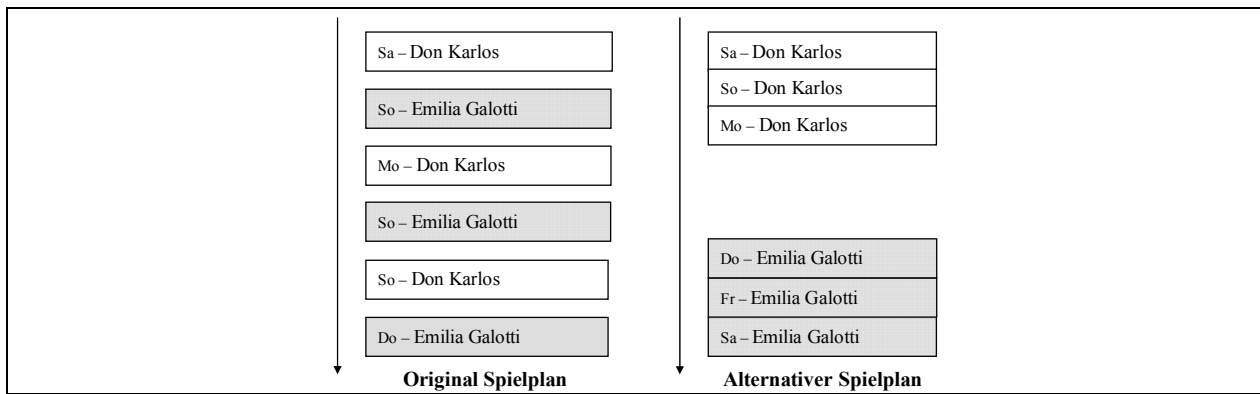 Sa – Don Karlos
So – Emilia Galotti
Mo – Don Karlos
So – Emilia Galotti
So – Don Karlos
Do – Emilia Galotti
Original Spielplan
Sa – Don Karlos
So – Don Karlos
Mo – Don Karlos
Do – Emilia Galotti
Fr – Emilia Galotti
Sa – Emilia Galotti
Alternativer Spielplan